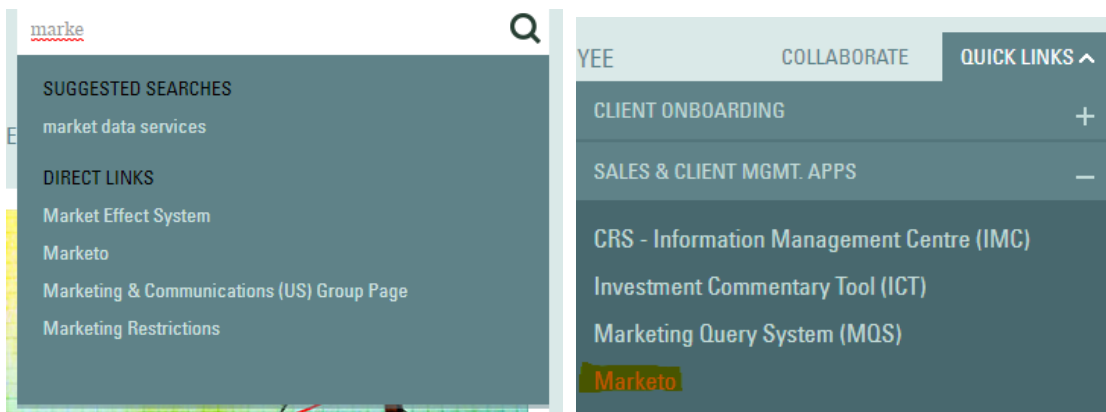 marke
SUGGESTED SEARCHES
market data services
E
DIRECT LINKS
Market Effect System
Marketo
Marketing & Communications (US) Group Page
Marketing Restrictions
YEE
COLLABORATE
QUICK LINKS
CLIENT ONBOARDING
SALES & CLIENT MGMT. APPS
CRS - Information Management Centre (IMC)
Investment Commentary Tool (ICT)
Marketing Query System (MQS)
Marketo